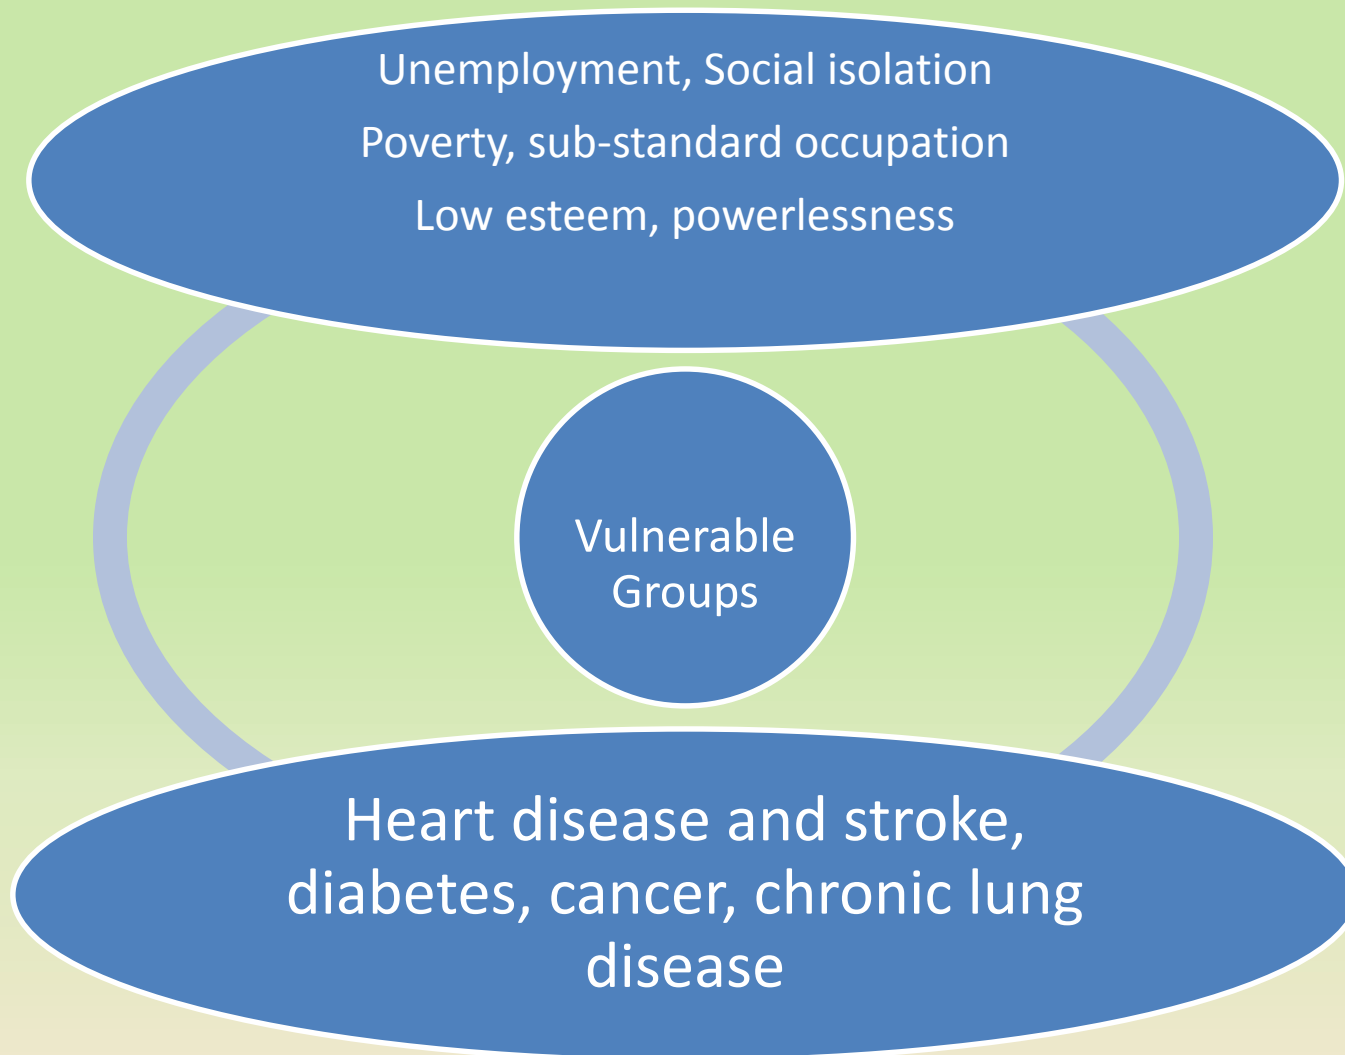 Unemployment, Social isolation
Poverty, sub-standard occupation
Low esteem, powerlessness
Vulnerable
Groups
Heart disease and stroke,
diabetes, cancer, chronic lung
disease